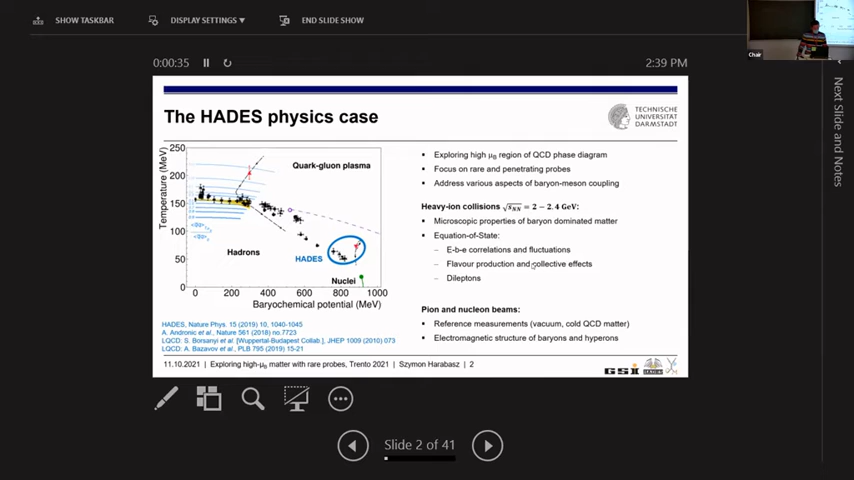 SHOW TASKBAR
DISPLAY SETTINGS ▼
END SLIDE SHOW
0:00:35
2:39 PM
Chair
Next Slide and Notes
The HADES physics case
TECHNISCHE
UNIVERSITÄT
DARMSTADT
Temperature (MeV)
250
200
150
100
50
0
Quark-gluon plasma
Hadrons
HADES
Nuclei
0 200 400 600 800 1000
Baryochemical potential (MeV)
HADES, Nature Phys. 15 (2019) 10, 1040-1045
A. Andronic et al., Nature 561 (2018) no.7723
LQCD: S. Borsanyi et al. [Wuppertal-Budapest Collab.], JHEP 1009 (2010) 073
LQCD: A. Bazavov et al., PLB 795 (2019) 15-21
▪ Exploring high μB region of QCD phase diagram
▪ Focus on rare and penetrating probes
▪ Address various aspects of baryon-meson coupling
Heavy-ion collisions √sNN = 2 − 2.4 GeV:
▪ Microscopic properties of baryon dominated matter
▪ Equation-of-State:
– E-b-e correlations and fluctuations
– Flavour production and collective effects
– Dileptons
Pion and nucleon beams:
▪ Reference measurements (vacuum, cold QCD matter)
▪ Electromagnetic structure of baryons and hyperons
11.10.2021 | Exploring high-μB matter with rare probes, Trento 2021 | Szymon Harabasz | 2
GSI
Slide 2 of 41